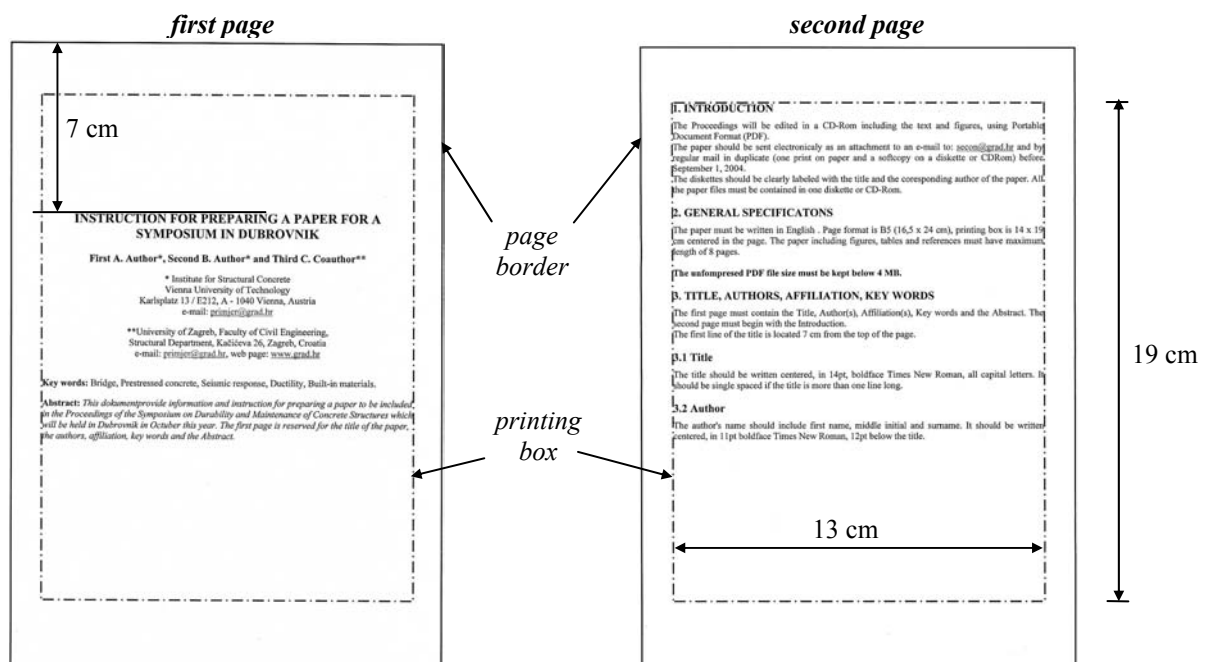 first page
7 cm
INSTRUCTION FOR PREPARING A PAPER FOR A
SYMPOSIUM IN DUBROVNIK
First A. Author*, Second B. Author* and Third C. Coauthor**
* Institute for Structural Concrete
Vienna University of Technology
Karlsplatz 13 / E212, A - 1040 Vienna, Austria
e-mail: primjer@grad.hr
**University of Zagreb, Faculty of Civil Engineering,
Structural Department, Kačićeva 26, Zagreb, Croatia
e-mail: primjer@grad.hr, web page: www.grad.hr
Key words: Bridge, Prestressed concrete, Seismic response, Ductility, Built-in materials.
Abstract: This dokumentprovide information and instruction for preparing a paper to be included
in the Proceedings of the Symposium on Durability and Maintenance of Concrete Structures which
will be held in Dubrovnik in Octuber this year. The first page is reserved for the title of the paper,
the authors, affiliation, key words and the Abstract.
page
border
printing
box
second page
1. INTRODUCTION
The Proceedings will be edited in a CD-Rom including the text and figures, using Portable
Document Format (PDF).
The paper should be sent electronicaly as an attachment to an e-mail to: secon@grad.hr and by
regular mail in duplicate (one print on paper and a softcopy on a diskette or CDRom) before
September 1, 2004.
The diskettes should be clearly labeled with the title and the coresponding author of the paper. All
the paper files must be contained in one diskette or CD-Rom.
2. GENERAL SPECIFICATONS
The paper must be written in English . Page format is B5 (16,5 x 24 cm), printing box is 14 x 19
cm centered in the page. The paper including figures, tables and references must have maximum
length of 8 pages.
The unfompresed PDF file size must be kept below 4 MB.
3. TITLE, AUTHORS, AFFILIATION, KEY WORDS
The first page must contain the Title, Author(s), Affiliation(s), Key words and the Abstract. The
second page must begin with the Introduction.
The first line of the title is located 7 cm from the top of the page.
3.1 Title
The title should be written centered, in 14pt, boldface Times New Roman, all capital letters. It
should be single spaced if the title is more than one line long.
3.2 Author
The author's name should include first name, middle initial and surname. It should be written
centered, in 11pt boldface Times New Roman, 12pt below the title.
13 cm
19 cm